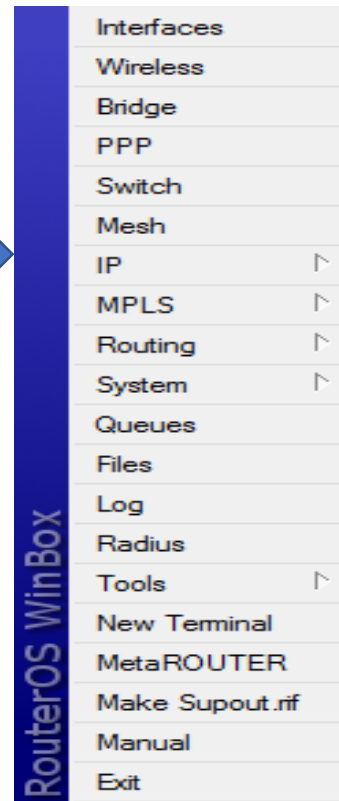 Interfaces
Wireless
Bridge
PPP
Switch
Mesh
IP
MPLS
Routing
System
Queues
Files
Log
Radius
Tools
New Terminal
MetaROUTER
Make Supout.rif
Manual
Exit
RouterOS WinBox